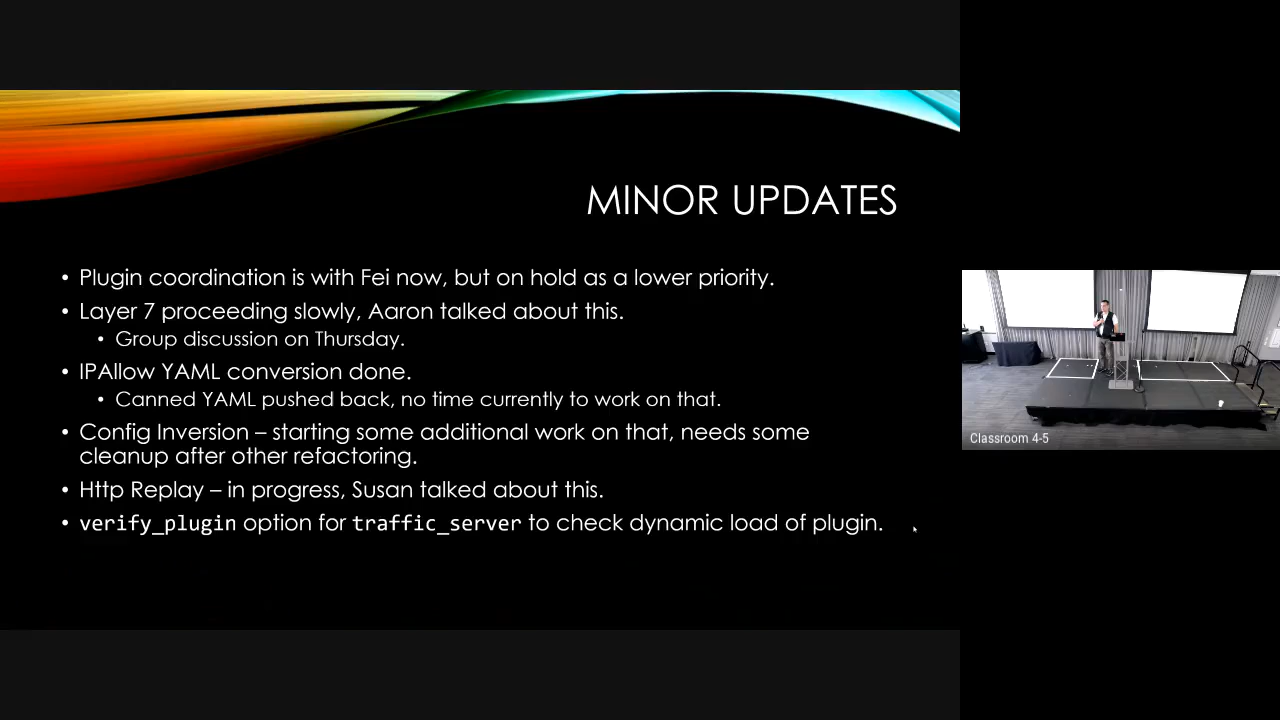 MINOR UPDATES
• Plugin coordination is with Fei now, but on hold as a lower priority.
• Layer 7 proceeding slowly, Aaron talked about this.
• Group discussion on Thursday.
• IPAllow YAML conversion done.
• Canned YAML pushed back, no time currently to work on that.
• Config Inversion – starting some additional work on that, needs some
cleanup after other refactoring.
• Http Replay – in progress, Susan talked about this.
• verify_plugin option for traffic_server to check dynamic load of plugin.
Classroom 4-5